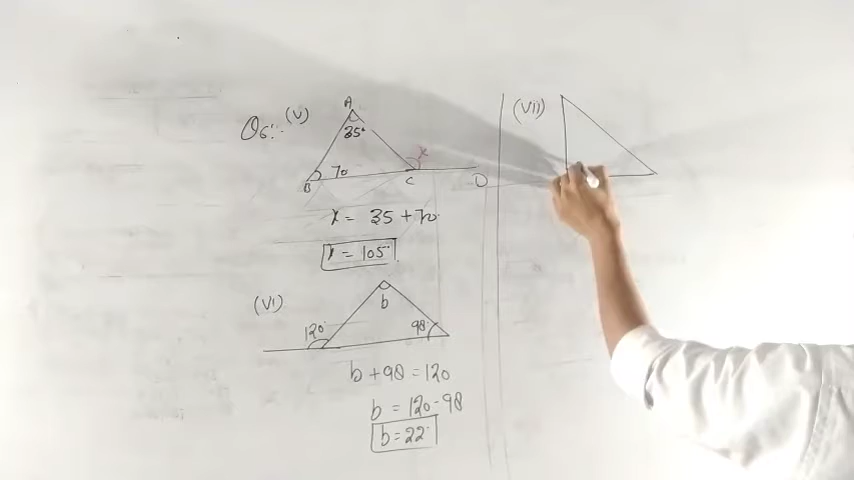 Q6:- (V)
A
35°
70
x
B
C
D
x = 35 + 70
x = 105°
(VI)
b
120°
98°
b + 98 = 120
b = 120 - 98
b = 22°
(VII)